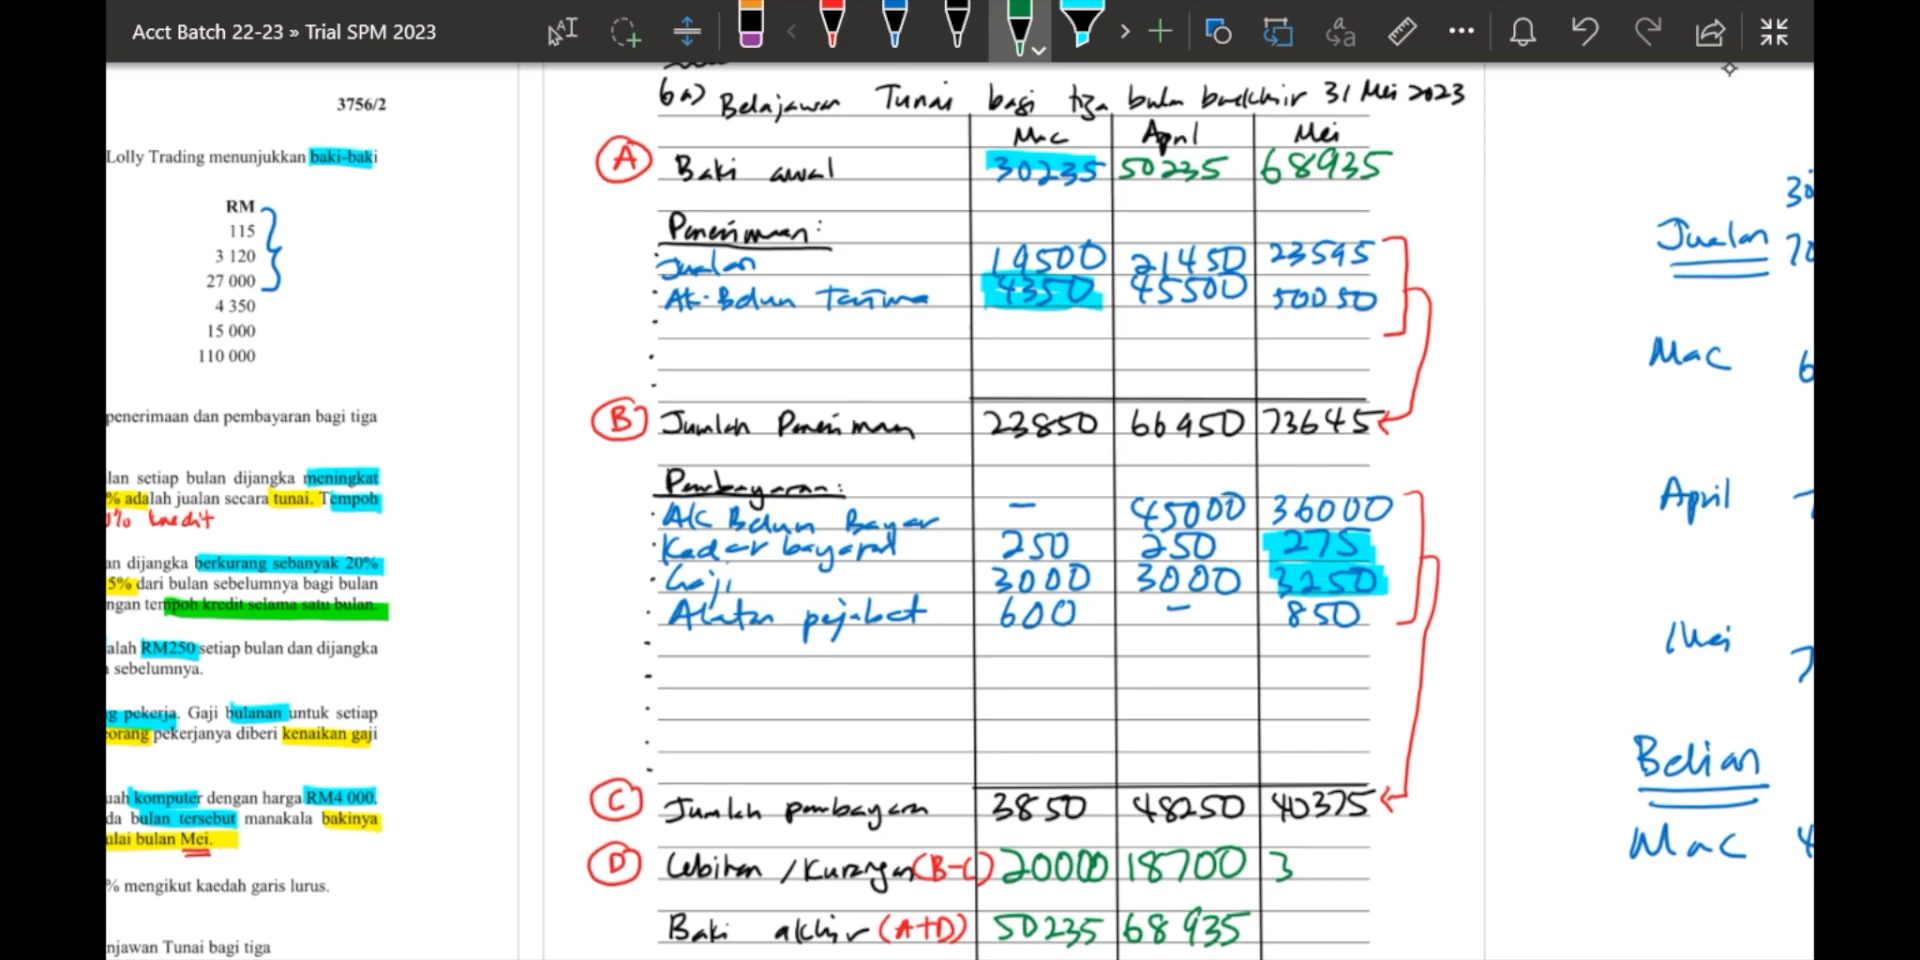 Acct Batch 22-23 » Trial SPM 2023
3756/2
Lolly Trading menunjukkan baki-baki
RM
115
3 120
27 000
4 350
15 000
110 000
penerimaan dan pembayaran bagi tiga
lan setiap bulan dijangka meningkat
% adalah jualan secara tunai. Tempoh
% kredit
an dijangka berkurang sebanyak 20%
5% dari bulan sebelumnya bagi bulan
ngan tempoh kredit selama satu bulan.
alah RM250 setiap bulan dan dijangka
sebelumnya.
g pekerja. Gaji bulanan untuk setiap
orang pekerjanya diberi kenaikan gaji
uah komputer dengan harga RM4 000.
da bulan tersebut manakala bakinya
ulai bulan Mei.
% mengikut kaedah garis lurus.
njawan Tunai bagi tiga
6a) Belajawan Tunai bagi tiga bulan berakhir 31 Mei 2023
Mac April Mei
A Baki awal 30235 50235 68935
Penerimaan:
Jualan 19500 21450 23595
Ak. Belum Terima 4350 45500 50050
B Jumlah Penerimaan 23850 66950 73645
Pembayaran:
Ak Belum Bayar - 45000 36000
Kadar bayaran 250 250 275
Gaji 3000 3000 3250
Alatan pejabat 600 - 850
C Jumlah pembayaran 3850 48250 40375
D Lebihan / Kurangan (B-C) 20000 18700 3
Baki akhir (A+D) 50235 68935
Jualan
Mac
April
Mei
Belian
Mac